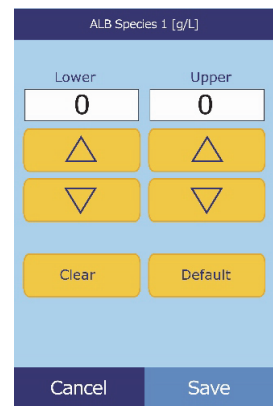 ALB Species 1 [g/L]
Lower Upper
0 0
Clear Default
Cancel Save